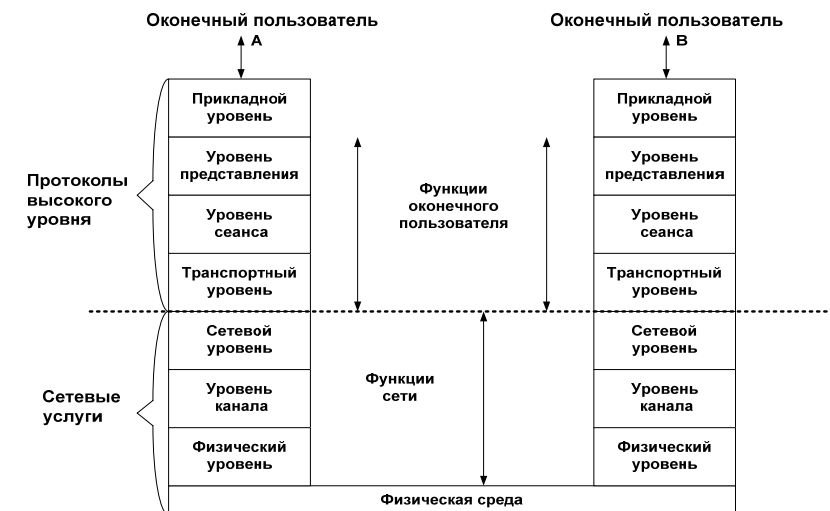 Оконечный пользователь
А
Оконечный пользователь
В
Прикладной
уровень
Уровень
представления
Уровень
сеанса
Транспортный
уровень
Сетевой
уровень
Уровень
канала
Физический
уровень
Протоколы
высокого
уровня
Сетевые
услуги
Функции
оконечного
пользователя
Функции
сети
Прикладной
уровень
Уровень
представления
Уровень
сеанса
Транспортный
уровень
Сетевой
уровень
Уровень
канала
Физический
уровень
Физическая среда